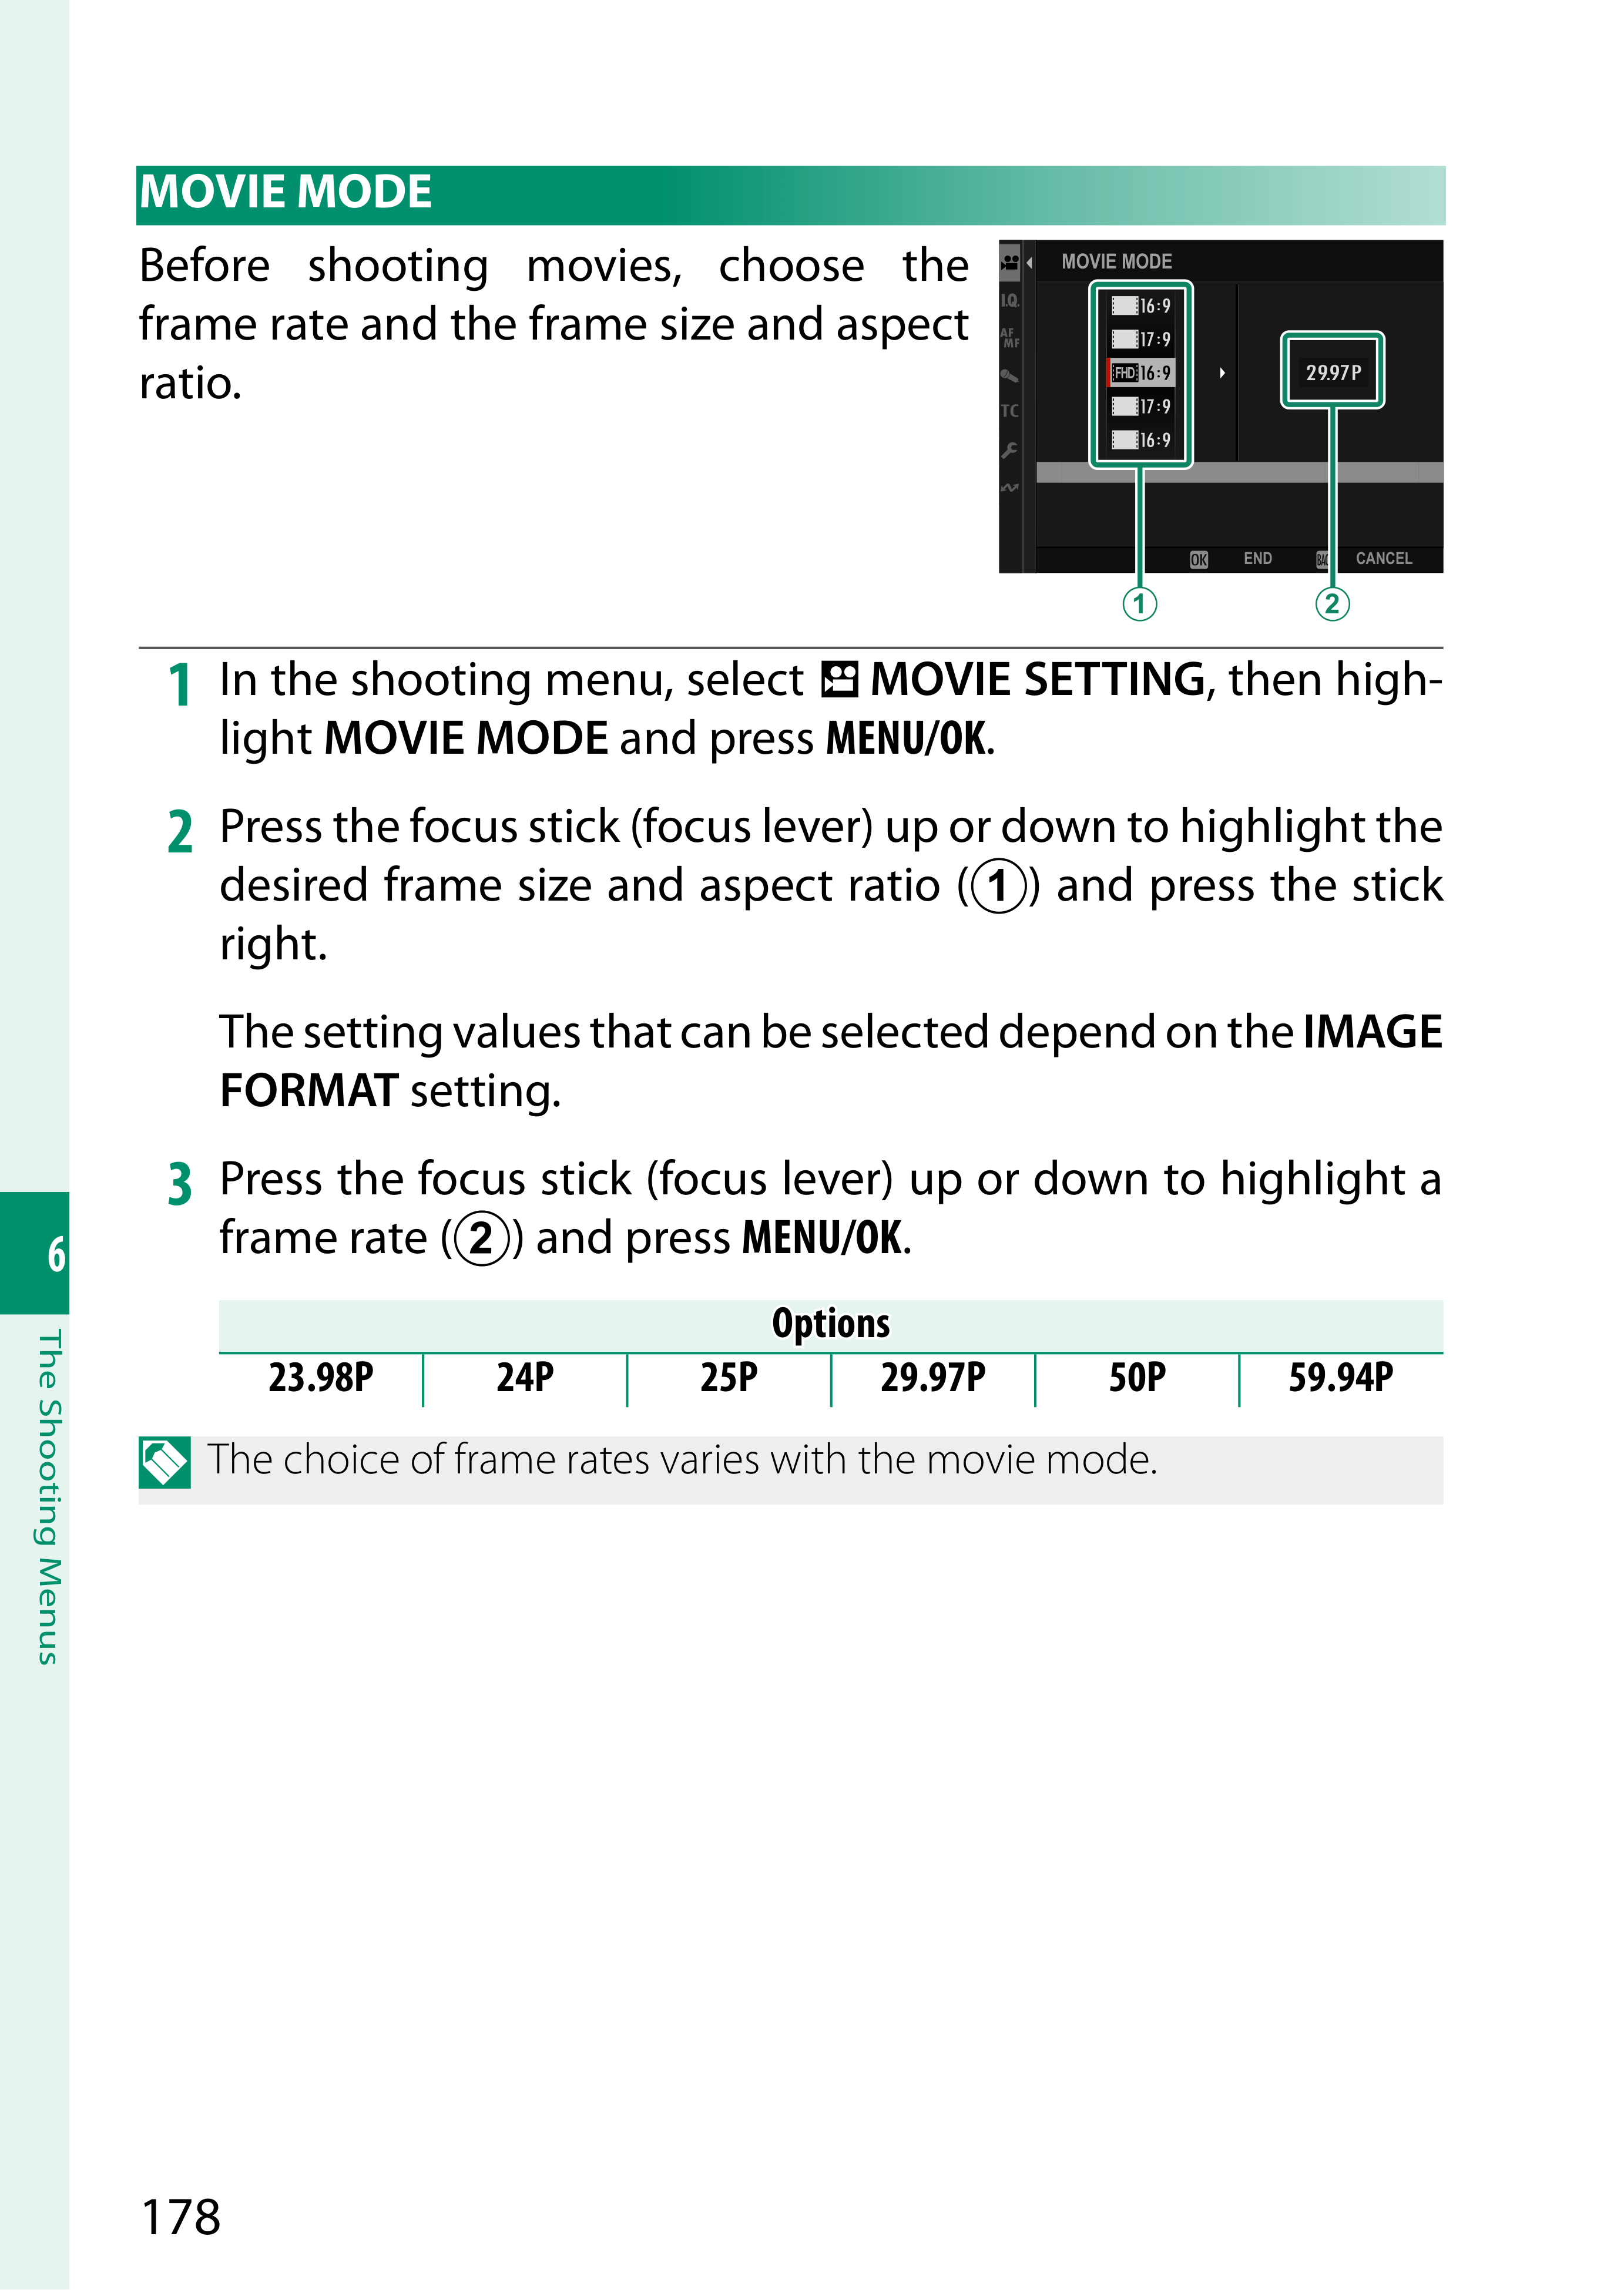 MOVIE MODE
Before shooting movies, choose the
frame rate and the frame size and aspect
ratio.
MOVIE MODE
I.Q.
AF
MF
TC
16:9
17:9
FHD 16:9
17:9
16:9
29.97P
OK END CANCEL
1 2
1 In the shooting menu, select MOVIE SETTING, then high-
light MOVIE MODE and press MENU/OK.
2 Press the focus stick (focus lever) up or down to highlight the
desired frame size and aspect ratio (①) and press the stick
right.
The setting values that can be selected depend on the IMAGE
FORMAT setting.
3 Press the focus stick (focus lever) up or down to highlight a
frame rate (②) and press MENU/OK.
Options
23.98P 24P 25P 29.97P 50P 59.94P
The choice of frame rates varies with the movie mode.
6
The Shooting Menus
178